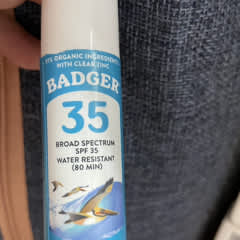 ORGANIC INGREDIENTS
WITH CLEAR ZINC
BADGER
35
BROAD SPECTRUM
SPF 35
WATER RESISTANT
(80 MIN)